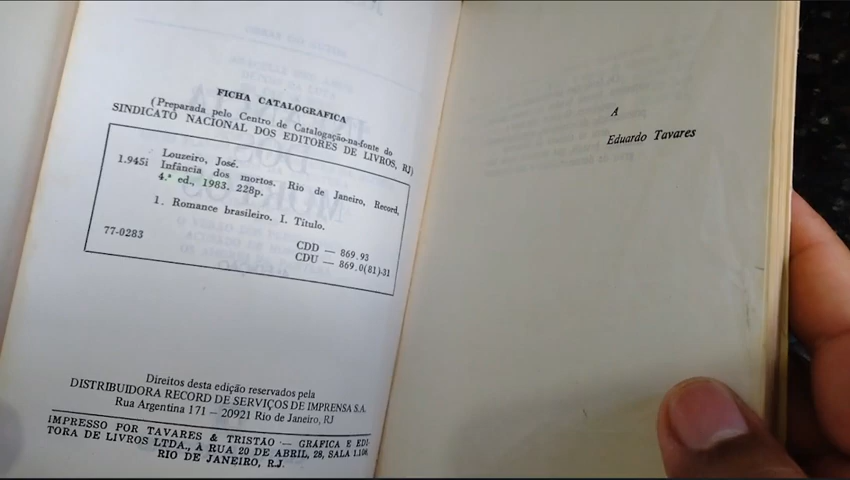 FICHA CATALOGRAFICA
(Preparada pelo Centro de Catalogação-na-fonte do
SINDICATO NACIONAL DOS EDITORES DE LIVROS, RJ)
Louzeiro, José.
1.945i Infância dos mortos. Rio de Janeiro, Record,
4.ª ed., 1983. 228p.
1. Romance brasileiro. I. Título.
77-0283
CDD — 869.93
CDU — 869.0(81)-31
Direitos desta edição reservados pela
DISTRIBUIDORA RECORD DE SERVIÇOS DE IMPRENSA S.A.
Rua Argentina 171 — 20921 Rio de Janeiro, RJ
IMPRESSO POR TAVARES & TRISTÃO — GRÁFICA E EDI-
TORA DE LIVROS LTDA., À RUA 20 DE ABRIL, 28, SALA 1.108,
RIO DE JANEIRO, R.J.
A
Eduardo Tavares